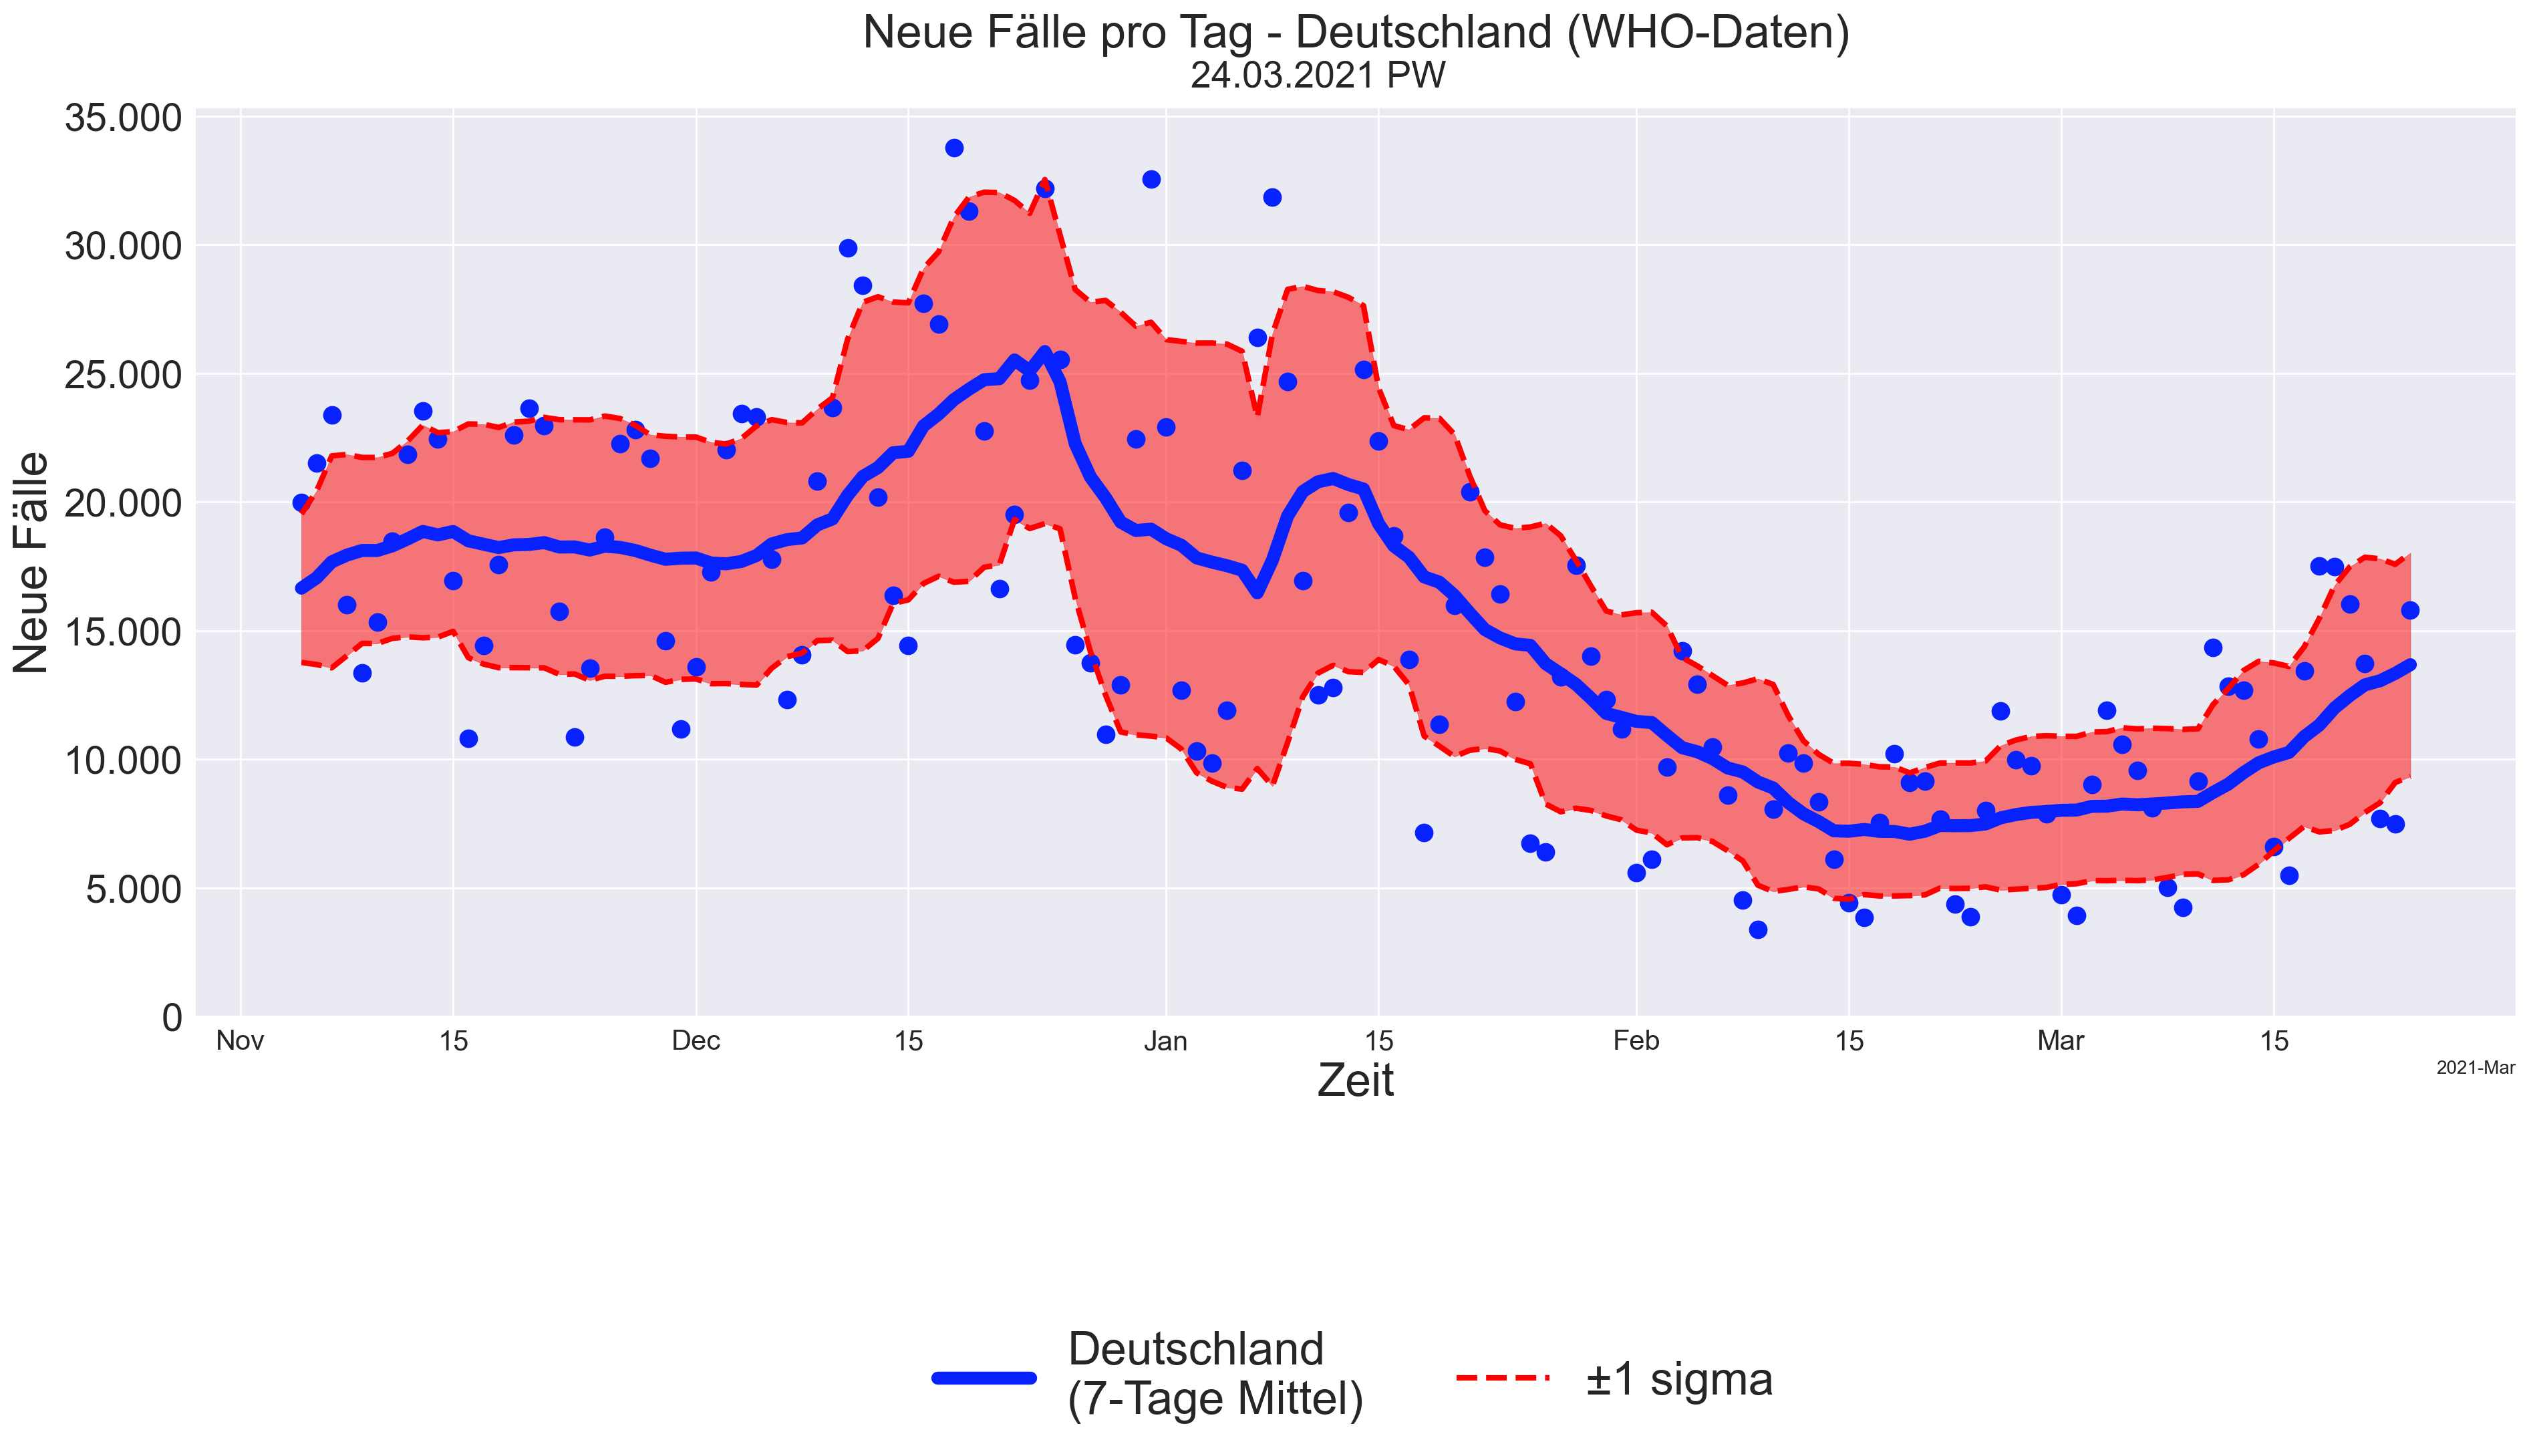 Neue Fälle pro Tag - Deutschland (WHO-Daten)
24.03.2021 PW
35.000
30.000
25.000
20.000
15.000
10.000
5.000
0
Neue Fälle
Nov 15 Dec 15 Jan 15 Feb 15 Mar 15
2021-Mar
Zeit
Deutschland
(7-Tage Mittel)
±1 sigma